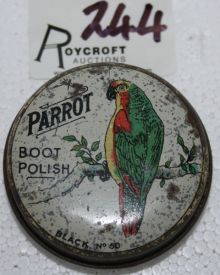 244
ROYCROFT
AUCTIONS
PARROT
BOOT
POLISH
BLACK. No 50